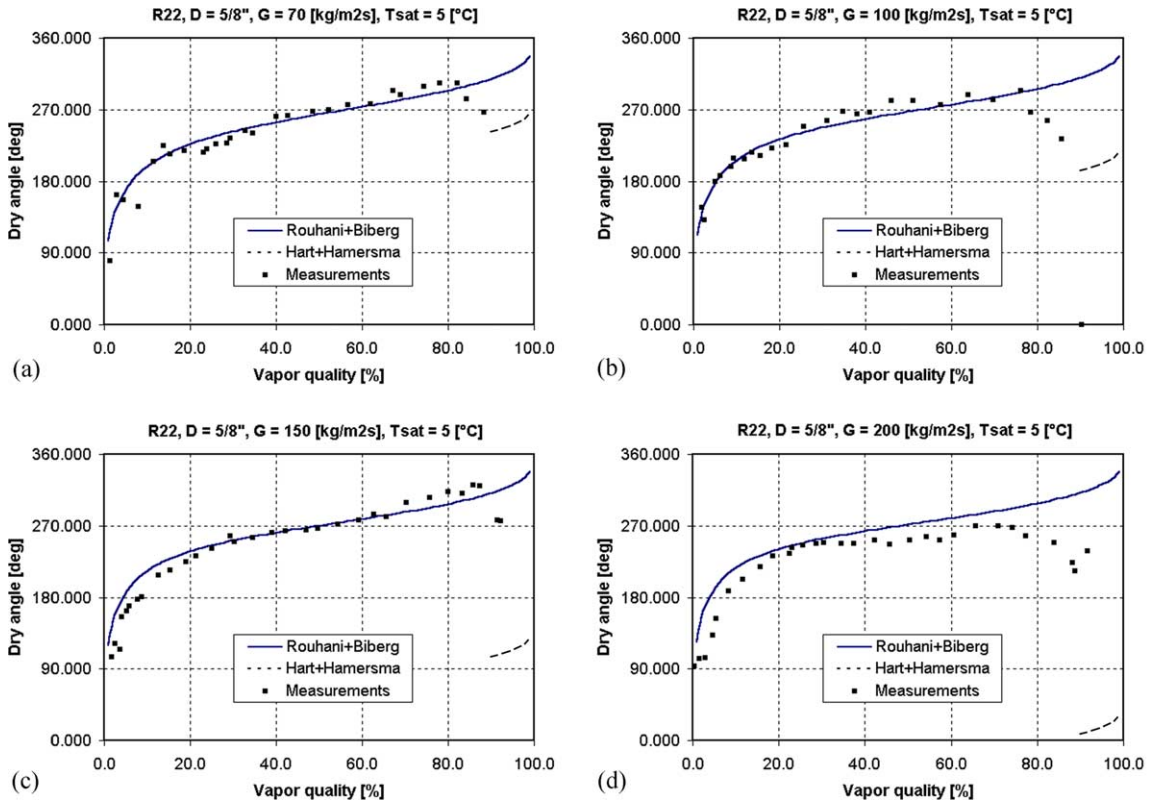 R22, D = 5/8", G = 70 [kg/m2s], Tsat = 5 [°C]
360.000
270.000
180.000
90.000
0.000
Dry angle [deg]
Rouhani+Biberg
Hart+Hamersma
Measurements
0.0 20.0 40.0 60.0 80.0 100.0
Vapor quality [%]
(a)
R22, D = 5/8", G = 100 [kg/m2s], Tsat = 5 [°C]
360.000
270.000
180.000
90.000
0.000
Dry angle [deg]
Rouhani+Biberg
Hart+Hamersma
Measurements
0.0 20.0 40.0 60.0 80.0 100.0
Vapor quality [%]
(b)
R22, D = 5/8", G = 150 [kg/m2s], Tsat = 5 [°C]
360.000
270.000
180.000
90.000
0.000
Dry angle [deg]
Rouhani+Biberg
Hart+Hamersma
Measurements
0.0 20.0 40.0 60.0 80.0 100.0
Vapor quality [%]
(c)
R22, D = 5/8", G = 200 [kg/m2s], Tsat = 5 [°C]
360.000
270.000
180.000
90.000
0.000
Dry angle [deg]
Rouhani+Biberg
Hart+Hamersma
Measurements
0.0 20.0 40.0 60.0 80.0 100.0
Vapor quality [%]
(d)